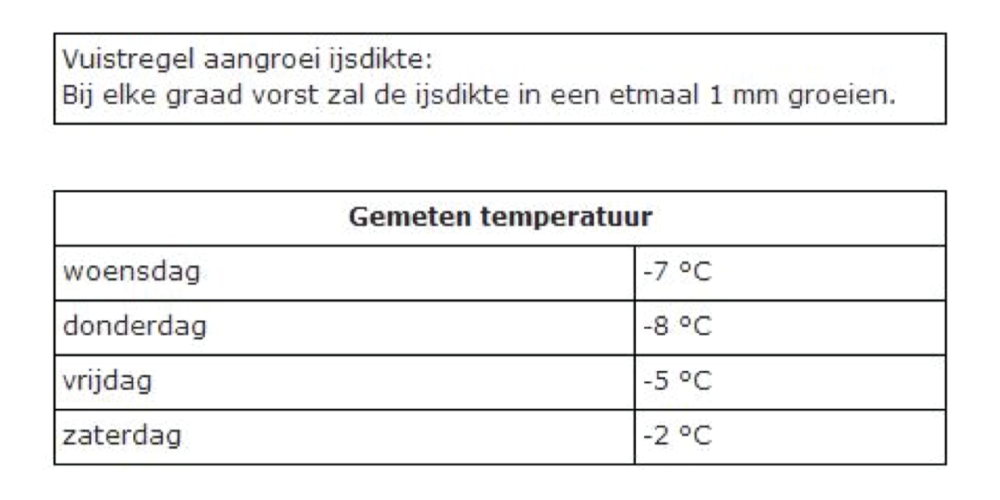 Vuistregel aangroei ijsdikte:
Bij elke graad vorst zal de ijsdikte in een etmaal 1 mm groeien.
Gemeten temperatuur
woensdag -7 °C
donderdag -8 °C
vrijdag -5 °C
zaterdag -2 °C